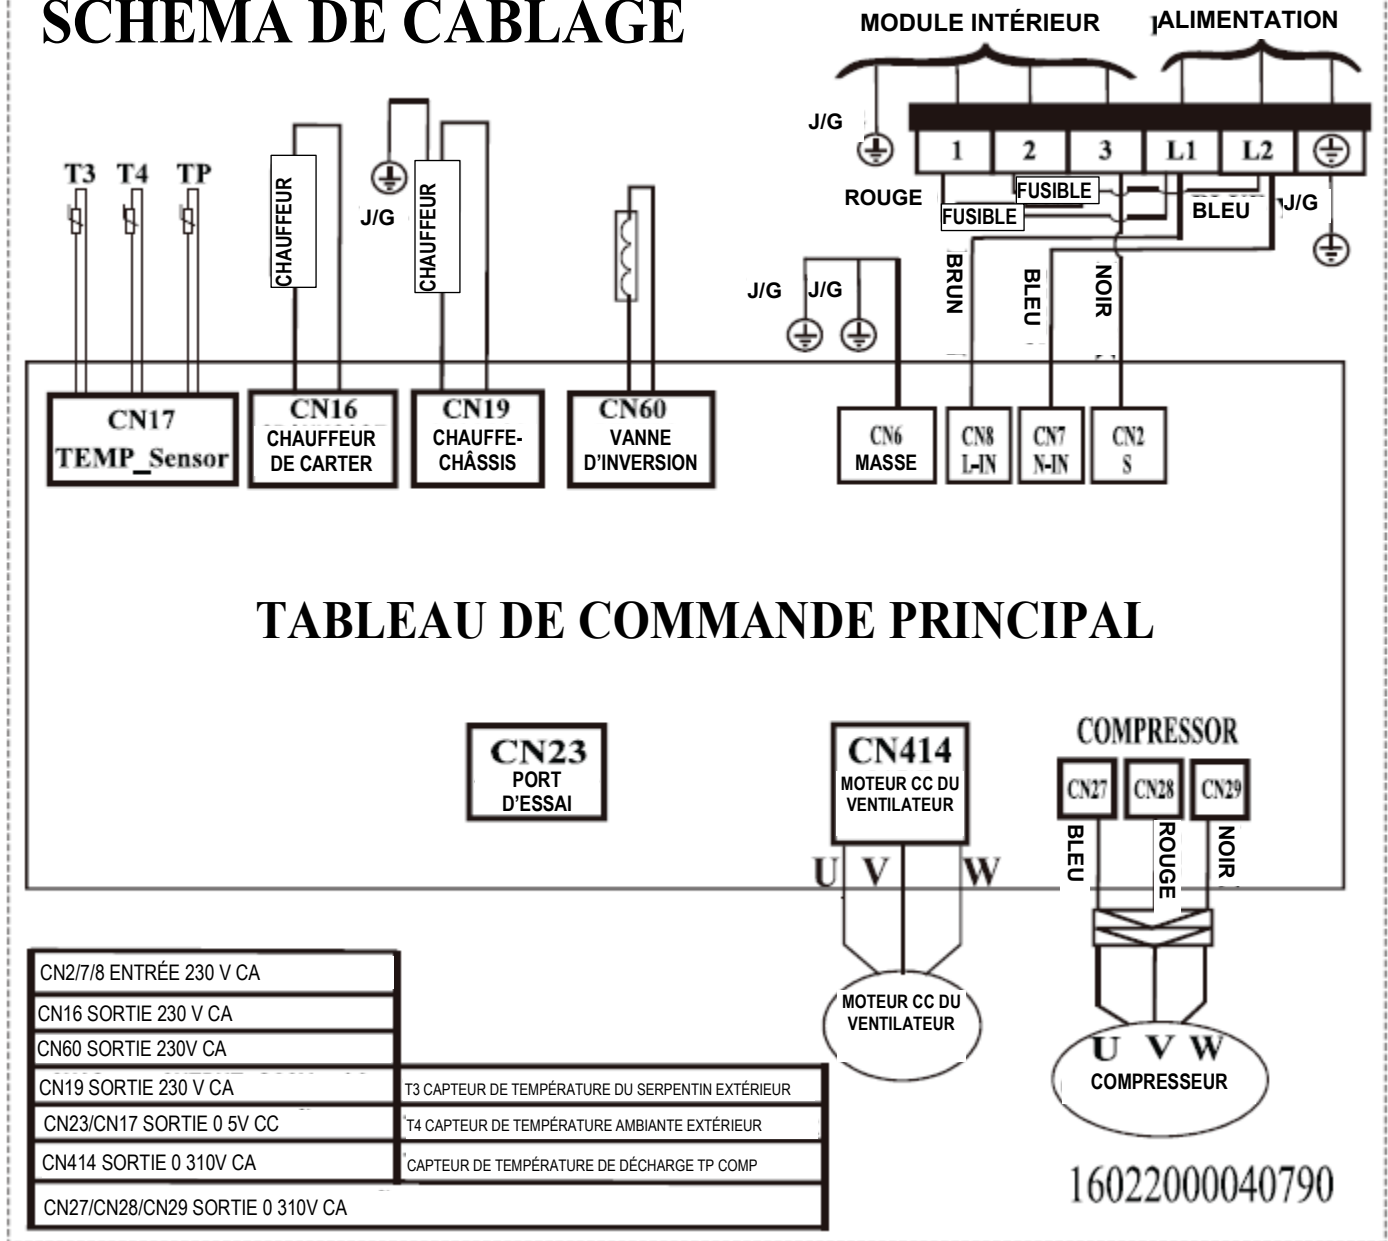 SCHÉMA DE CÂBLAGE
MODULE INTÉRIEUR
ALIMENTATION
J/G
1 2 3 L1 L2
ROUGE
FUSIBLE
FUSIBLE
BLEU
J/G
T3 T4 TP
CHAUFFEUR
J/G
CHAUFFEUR
J/G J/G
BRUN
BLEU
NOIR
CN17
TEMP_Sensor
CN16
CHAUFFEUR
DE CARTER
CN19
CHAUFFE-
CHÂSSIS
CN60
VANNE
D'INVERSION
CN6
MASSE
CN8
L-IN
CN7
N-IN
CN2
S
TABLEAU DE COMMANDE PRINCIPAL
CN23
PORT
D'ESSAI
CN414
MOTEUR CC DU
VENTILATEUR
U V W
MOTEUR CC DU
VENTILATEUR
COMPRESSOR
CN27 CN28 CN29
BLEU
ROUGE
NOIR
U V W
COMPRESSEUR
CN2/7/8 ENTRÉE 230 V CA
CN16 SORTIE 230 V CA
CN60 SORTIE 230V CA
CN19 SORTIE 230 V CA
T3 CAPTEUR DE TEMPÉRATURE DU SERPENTIN EXTÉRIEUR
CN23/CN17 SORTIE 0 5V CC
T4 CAPTEUR DE TEMPÉRATURE AMBIANTE EXTÉRIEUR
CN414 SORTIE 0 310V CA
CAPTEUR DE TEMPÉRATURE DE DÉCHARGE TP COMP
CN27/CN28/CN29 SORTIE 0 310V CA
16022000040790